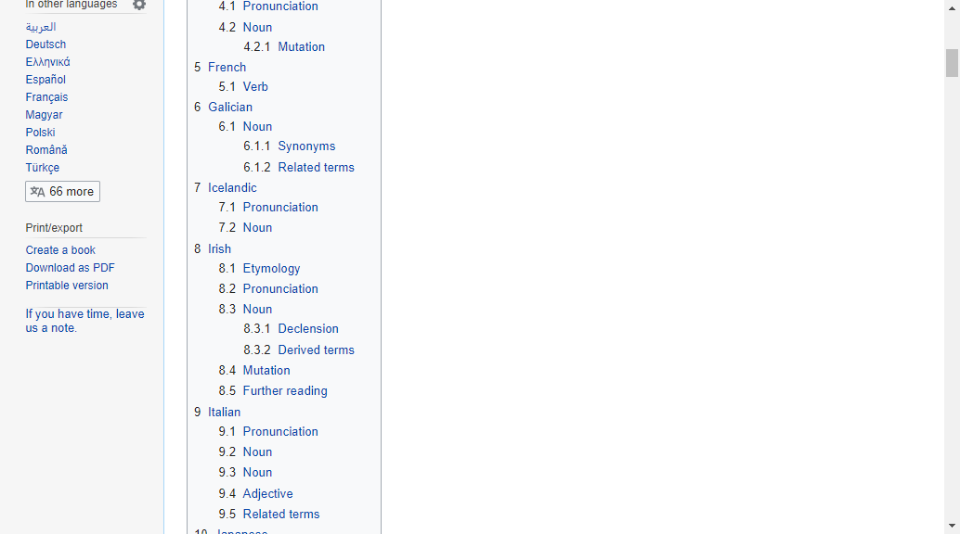 In other languages
العربية
Deutsch
Ελληνικά
Español
Français
Magyar
Polski
Română
Türkçe
66 more
Print/export
Create a book
Download as PDF
Printable version
If you have time, leave
us a note.
4.1 Pronunciation
4.2 Noun
4.2.1 Mutation
5 French
5.1 Verb
6 Galician
6.1 Noun
6.1.1 Synonyms
6.1.2 Related terms
7 Icelandic
7.1 Pronunciation
7.2 Noun
8 Irish
8.1 Etymology
8.2 Pronunciation
8.3 Noun
8.3.1 Declension
8.3.2 Derived terms
8.4 Mutation
8.5 Further reading
9 Italian
9.1 Pronunciation
9.2 Noun
9.3 Noun
9.4 Adjective
9.5 Related terms
10 Japanese